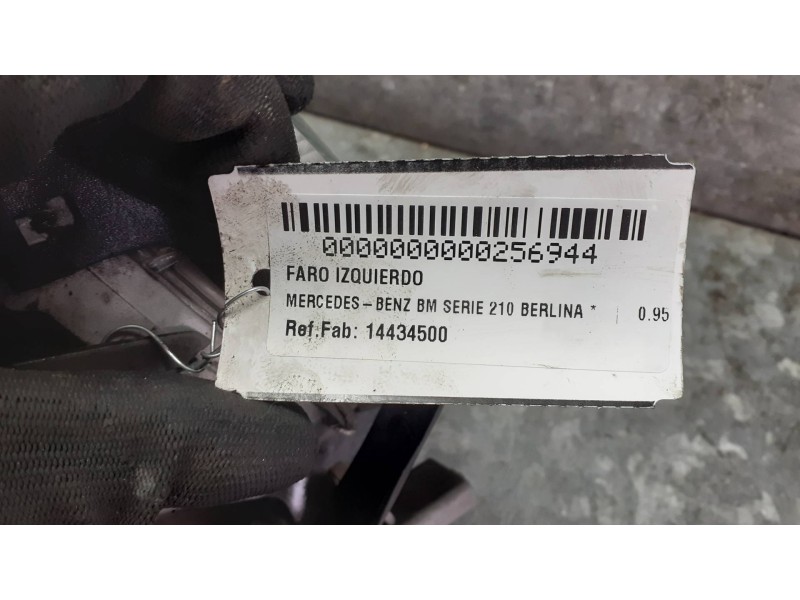 0000000000256944
FARO IZQUIERDO
MERCEDES-BENZ BM SERIE 210 BERLINA * | 0.95
Ref.Fab: 14434500